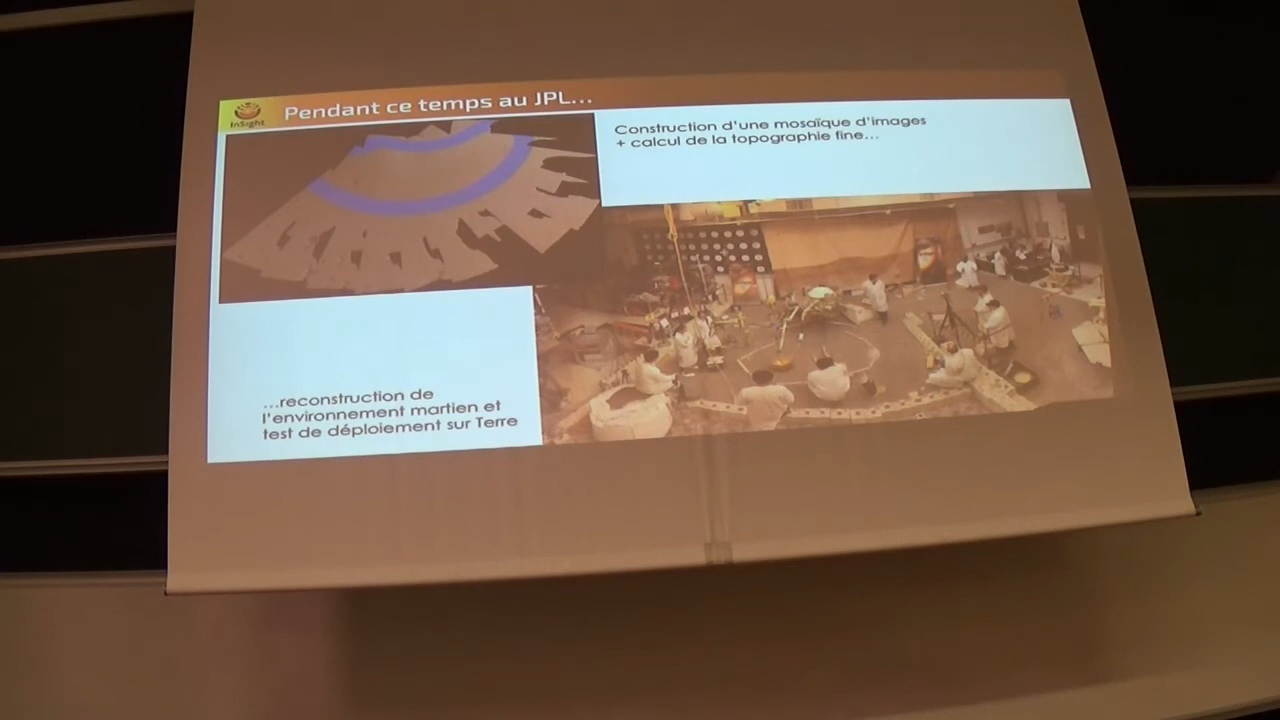 InSight
Pendant ce temps au JPL...
Construction d'une mosaïque d'images
+ calcul de la topographie fine...
...reconstruction de
l'environnement martien et
test de déploiement sur Terre